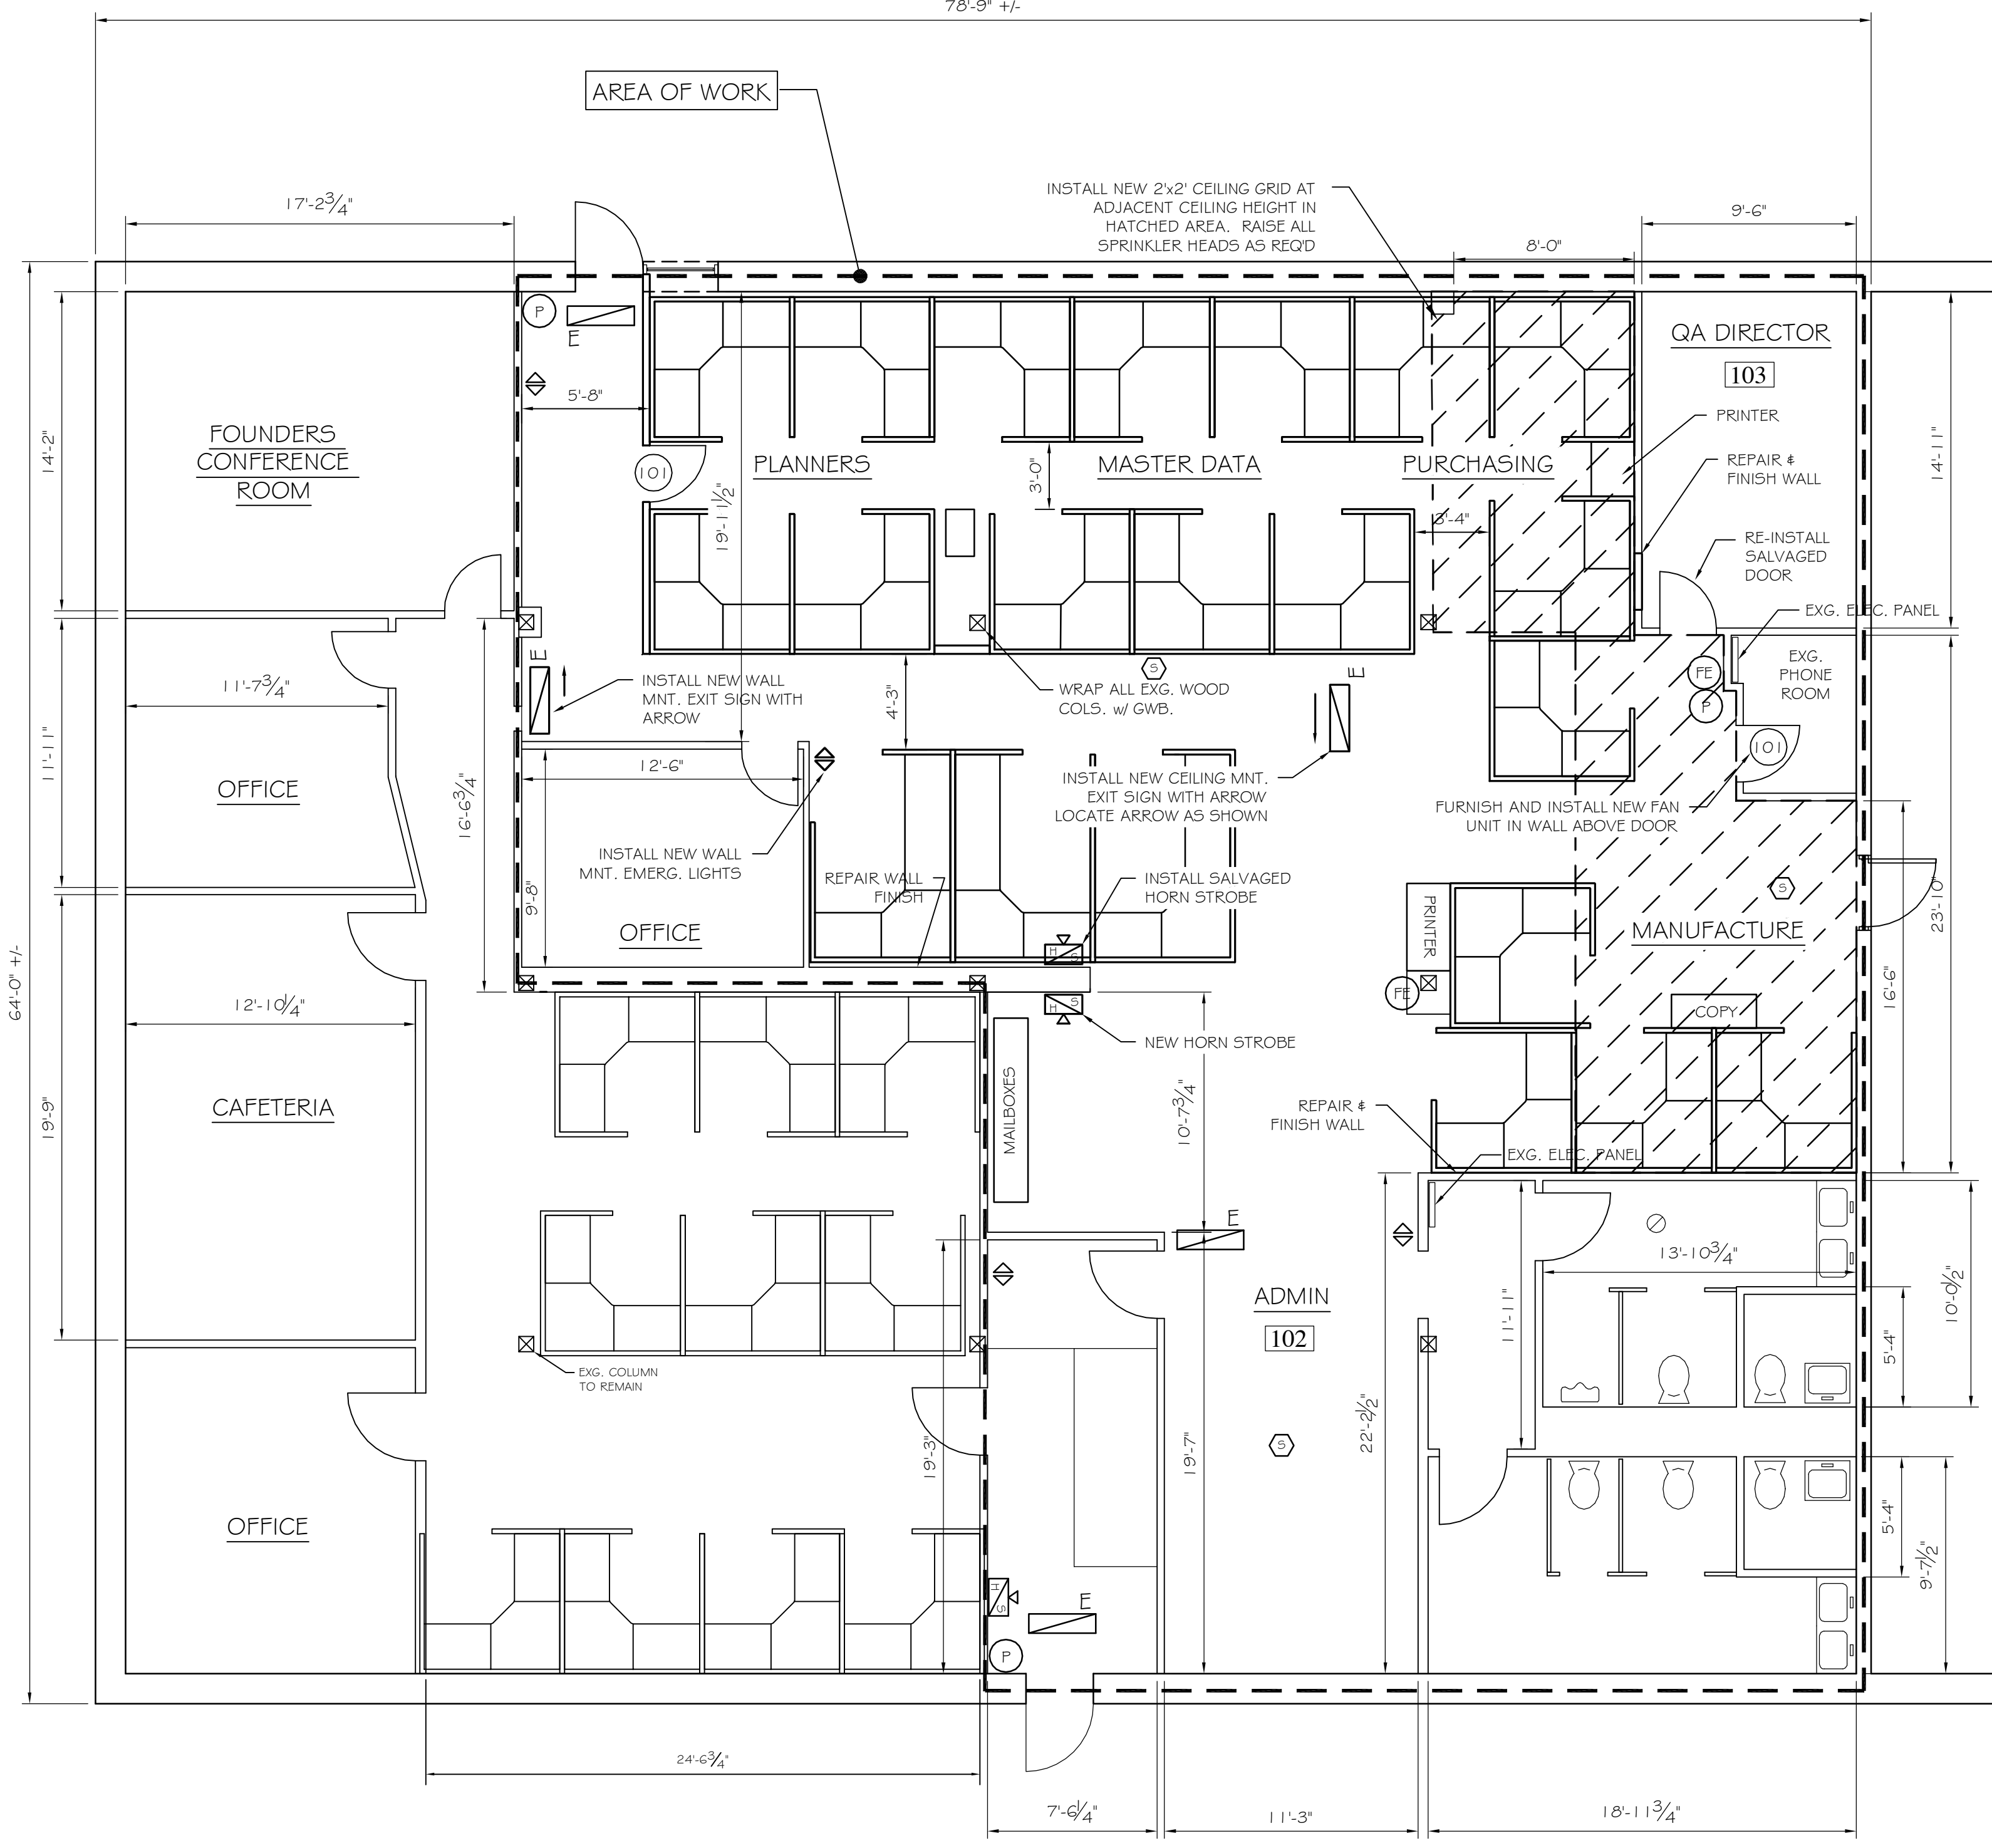 78'-9" +/-
AREA OF WORK
INSTALL NEW 2'x2' CEILING GRID AT
ADJACENT CEILING HEIGHT IN
HATCHED AREA. RAISE ALL
SPRINKLER HEADS AS REQ'D
17'-2 3/4"
9'-6"
8'-0"
P
E
5'-8"
QA DIRECTOR
103
PRINTER
FOUNDERS
CONFERENCE
ROOM
14'-2"
101
PLANNERS
19'-11 1/2"
3'-0"
MASTER DATA
PURCHASING
3'-4"
REPAIR &
FINISH WALL
14'-11"
RE-INSTALL
SALVAGED
DOOR
EXG. ELEC. PANEL
EXG.
PHONE
ROOM
FE
P
101
E
INSTALL NEW WALL
MNT. EXIT SIGN WITH
ARROW
4'-3"
S
WRAP ALL EXG. WOOD
COLS. w/ GWB.
E
11'-7 3/4"
11'-11"
OFFICE
16'-6 3/4"
12'-6"
9'-8"
INSTALL NEW CEILING MNT.
EXIT SIGN WITH ARROW
LOCATE ARROW AS SHOWN
FURNISH AND INSTALL NEW FAN
UNIT IN WALL ABOVE DOOR
INSTALL NEW WALL
MNT. EMERG. LIGHTS
REPAIR WALL
FINISH
INSTALL SALVAGED
HORN STROBE
OFFICE
H S
H S
NEW HORN STROBE
PRINTER
FE
S
MANUFACTURE
COPY
23'-10"
16'-6"
64'-0" +/-
12'-10 1/4"
19'-9"
CAFETERIA
MAILBOXES
10'-7 3/4"
REPAIR &
FINISH WALL
EXG. ELEC. PANEL
E
ADMIN
102
13'-10 3/4"
11'-11"
10'-0 1/2"
5'-4"
EXG. COLUMN
TO REMAIN
19'-3"
19'-7"
22'-2 1/2"
S
OFFICE
5'-4"
9'-7 1/2"
H S
E
P
24'-6 3/4"
7'-6 1/4"
11'-3"
18'-11 3/4"